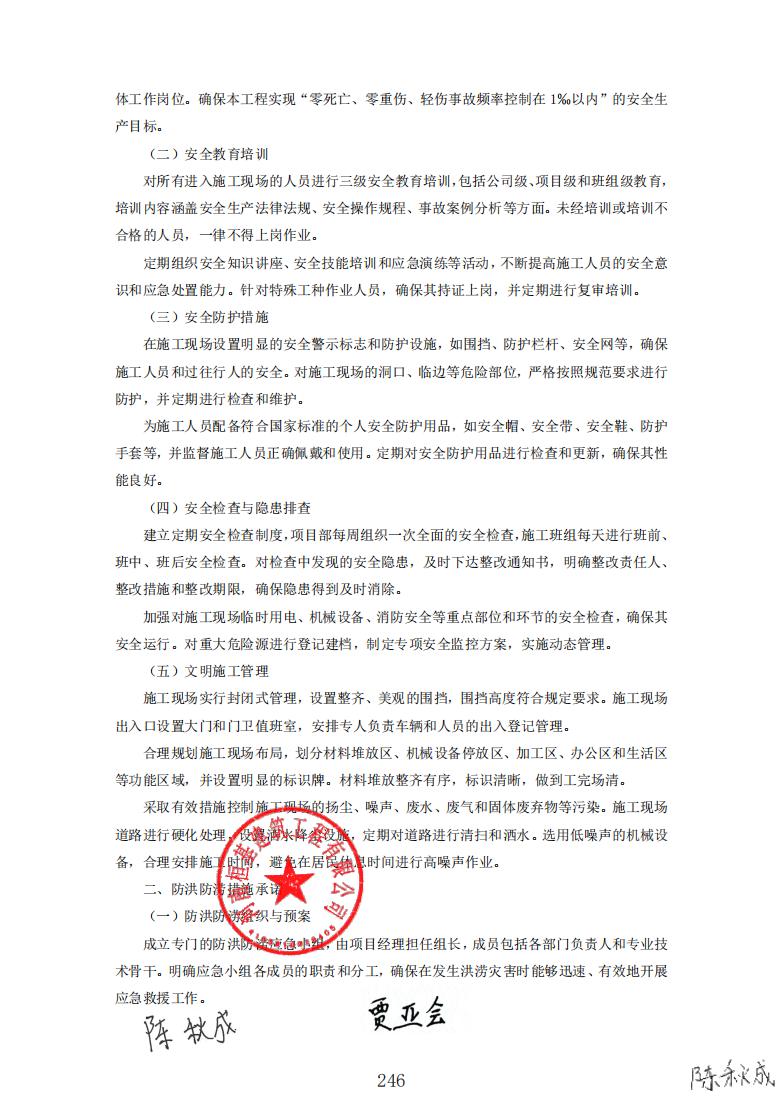 体工作岗位。确保本工程实现“零死亡、零重伤、轻伤事故频率控制在 1‰以内”的安全生
产目标。
（二）安全教育培训
对所有进入施工现场的人员进行三级安全教育培训，包括公司级、项目级和班组级教育，
培训内容涵盖安全生产法律法规、安全操作规程、事故案例分析等方面。未经培训或培训不
合格的人员，一律不得上岗作业。
定期组织安全知识讲座、安全技能培训和应急演练等活动，不断提高施工人员的安全意
识和应急处置能力。针对特殊工种作业人员，确保其持证上岗，并定期进行复审培训。
（三）安全防护措施
在施工现场设置明显的安全警示标志和防护设施，如围挡、防护栏杆、安全网等，确保
施工人员和过往行人的安全。对施工现场的洞口、临边等危险部位，严格按照规范要求进行
防护，并定期进行检查和维护。
为施工人员配备符合国家标准的个人安全防护用品，如安全帽、安全带、安全鞋、防护
手套等，并监督施工人员正确佩戴和使用。定期对安全防护用品进行检查和更新，确保其性
能良好。
（四）安全检查与隐患排查
建立定期安全检查制度，项目部每周组织一次全面的安全检查，施工班组每天进行班前、
班中、班后安全检查。对检查中发现的安全隐患，及时下达整改通知书，明确整改责任人、
整改措施和整改期限，确保隐患得到及时消除。
加强对施工现场临时用电、机械设备、消防安全等重点部位和环节的安全检查，确保其
安全运行。对重大危险源进行登记建档，制定专项安全监控方案，实施动态管理。
（五）文明施工管理
施工现场实行封闭式管理，设置整齐、美观的围挡，围挡高度符合规定要求。施工现场
出入口设置大门和门卫值班室，安排专人负责车辆和人员的出入登记管理。
合理规划施工现场布局，划分材料堆放区、机械设备停放区、加工区、办公区和生活区
等功能区域，并设置明显的标识牌。材料堆放整齐有序，标识清晰，做到工完场清。
采取有效措施控制施工现场的扬尘、噪声、废水、废气和固体废弃物等污染。施工现场
道路进行硬化处理，设置洒水降尘设施，定期对道路进行清扫和洒水。选用低噪声的机械设
备，合理安排施工时间，避免在居民休息时间进行高噪声作业。
二、防洪防涝措施承诺
（一）防洪防涝组织与预案
成立专门的防洪防涝应急小组，由项目经理担任组长，成员包括各部门负责人和专业技
术骨干。明确应急小组各成员的职责和分工，确保在发生洪涝灾害时能够迅速、有效地开展
应急救援工作。
河南桓基建筑工程有限公司
陈秋成
贾亚会
246
陈秋成